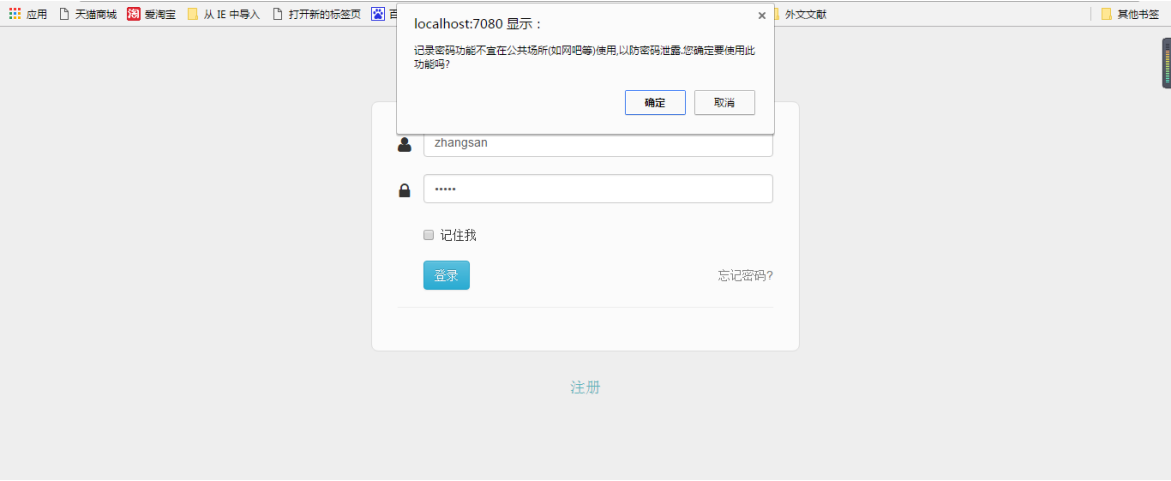 应用 天猫商城 淘 爱淘宝 从 IE 中导入 打开新的标签页 外文文献 其他书签
localhost:7080 显示：
记录密码功能不宜在公共场所(如网吧等)使用,以防密码泄露.您确定要使用此
功能吗?
确定 取消
zhangsan
•••••
记住我
登录 忘记密码?
注册